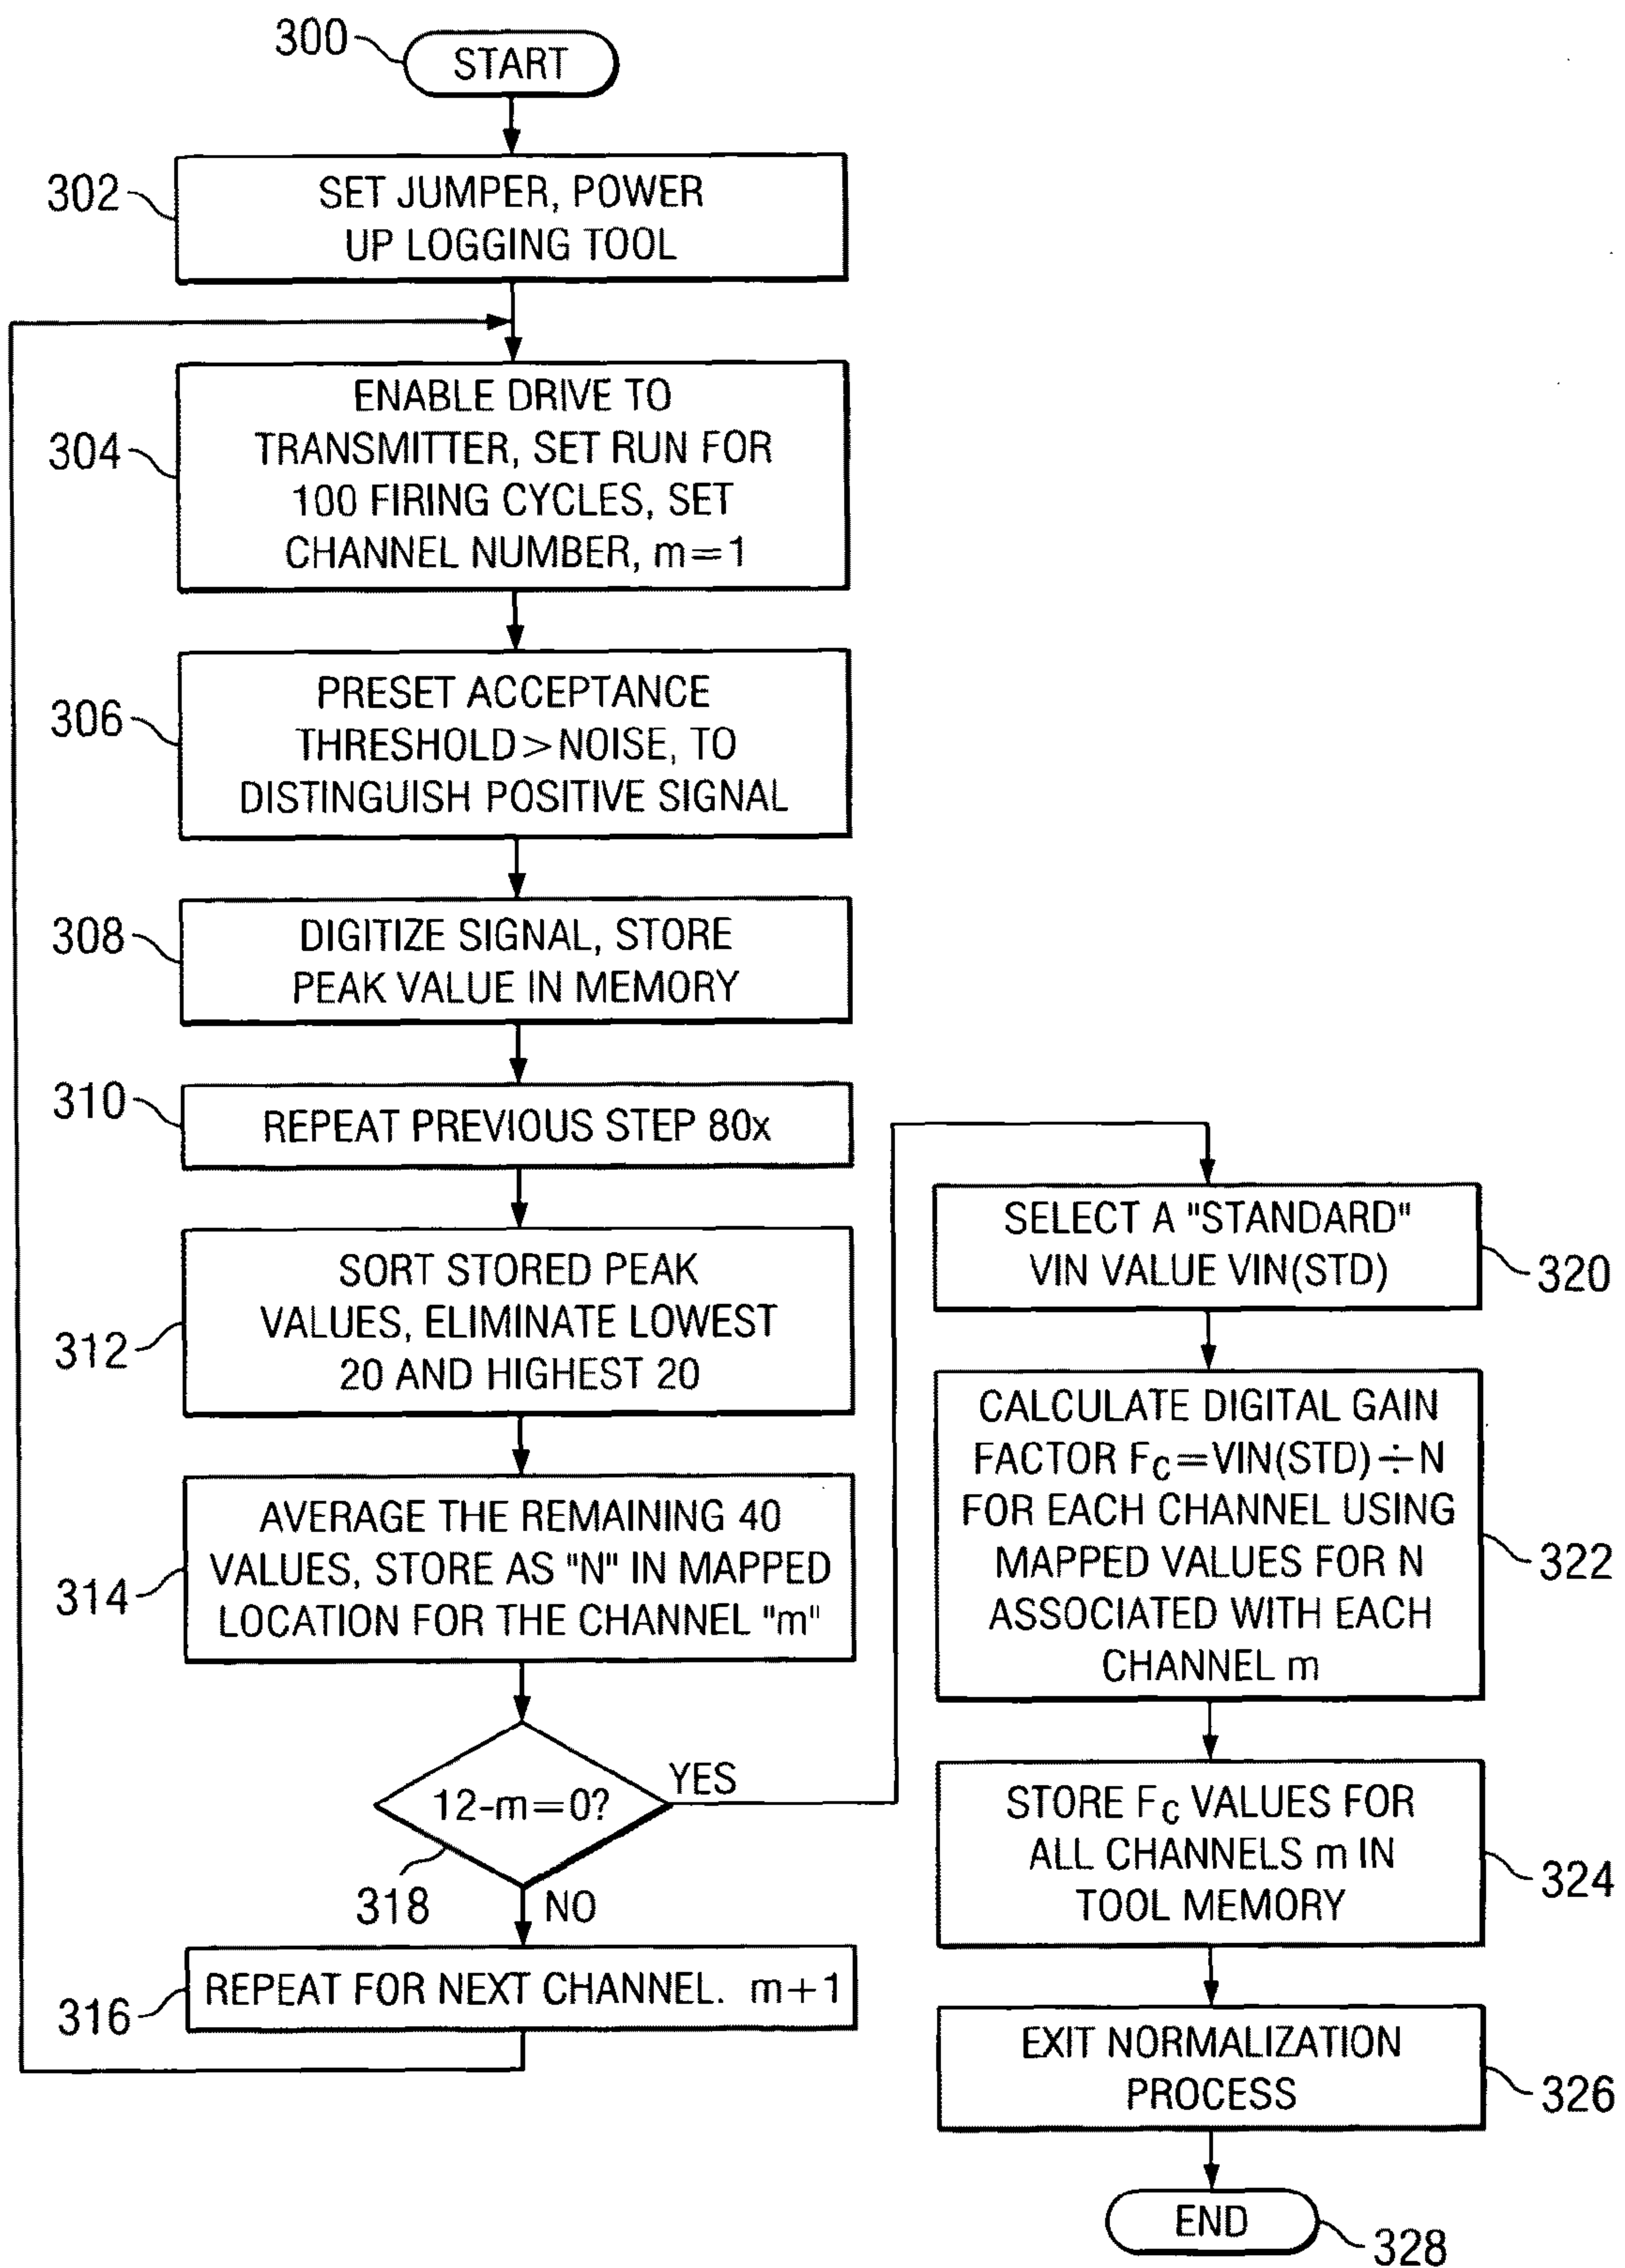 300
START
302
SET JUMPER, POWER
UP LOGGING TOOL
304
ENABLE DRIVE TO
TRANSMITTER, SET RUN FOR
100 FIRING CYCLES, SET
CHANNEL NUMBER, m=1
306
PRESET ACCEPTANCE
THRESHOLD>NOISE, TO
DISTINGUISH POSITIVE SIGNAL
308
DIGITIZE SIGNAL, STORE
PEAK VALUE IN MEMORY
310
REPEAT PREVIOUS STEP 80x
312
SORT STORED PEAK
VALUES, ELIMINATE LOWEST
20 AND HIGHEST 20
314
AVERAGE THE REMAINING 40
VALUES, STORE AS "N" IN MAPPED
LOCATION FOR THE CHANNEL "m"
12-m=0?
YES
318
NO
316
REPEAT FOR NEXT CHANNEL. m+1
SELECT A "STANDARD"
VIN VALUE VIN(STD)
320
CALCULATE DIGITAL GAIN
FACTOR FC=VIN(STD)÷N
FOR EACH CHANNEL USING
MAPPED VALUES FOR N
ASSOCIATED WITH EACH
CHANNEL m
322
STORE FC VALUES FOR
ALL CHANNELS m IN
TOOL MEMORY
324
EXIT NORMALIZATION
PROCESS
326
END
328